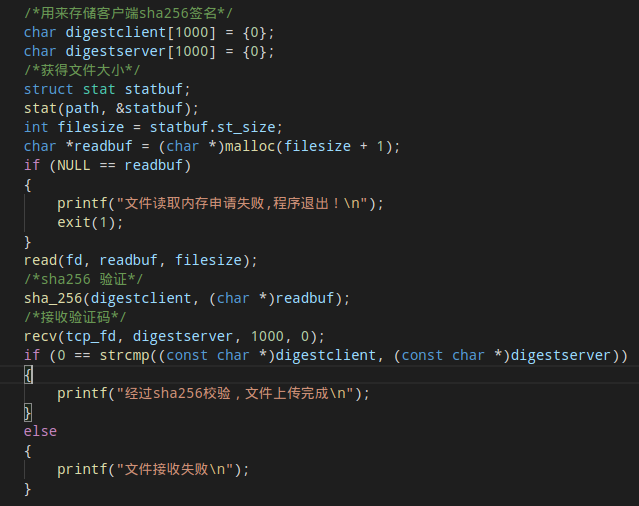 /*用来存储客户端sha256签名*/
char digestclient[1000] = {0};
char digestserver[1000] = {0};
/*获得文件大小*/
struct stat statbuf;
stat(path, &statbuf);
int filesize = statbuf.st_size;
char *readbuf = (char *)malloc(filesize + 1);
if (NULL == readbuf)
{
    printf("文件读取内存申请失败,程序退出！\n");
    exit(1);
}
read(fd, readbuf, filesize);
/*sha256 验证*/
sha_256(digestclient, (char *)readbuf);
/*接收验证码*/
recv(tcp_fd, digestserver, 1000, 0);
if (0 == strcmp((const char *)digestclient, (const char *)digestserver))
{
    printf("经过sha256校验，文件上传完成\n");
}
else
{
    printf("文件接收失败\n");
}